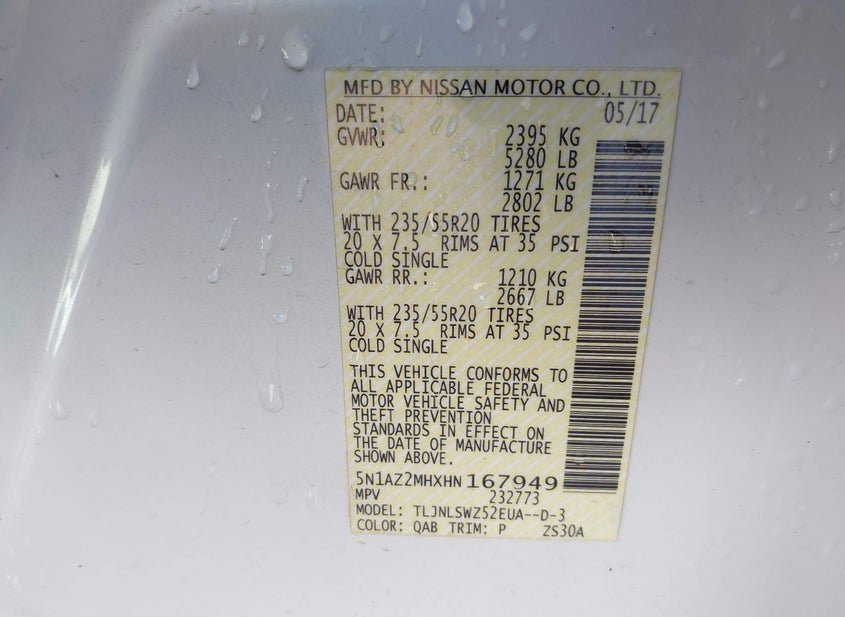 MFD BY NISSAN MOTOR CO., LTD.
DATE: 05/17
GVWR: 2395 KG
5280 LB
GAWR FR.: 1271 KG
2802 LB
WITH 235/55R20 TIRES
20 X 7.5 RIMS AT 35 PSI
COLD SINGLE
GAWR RR.: 1210 KG
2667 LB
WITH 235/55R20 TIRES
20 X 7.5 RIMS AT 35 PSI
COLD SINGLE
THIS VEHICLE CONFORMS TO
ALL APPLICABLE FEDERAL
MOTOR VEHICLE SAFETY AND
THEFT PREVENTION
STANDARDS IN EFFECT ON
THE DATE OF MANUFACTURE
SHOWN ABOVE.
5N1AZ2MHXHN167949
MPV 232773
MODEL: TLJNLSWZ52EUA--D-3
COLOR: QAB TRIM: P ZS30A